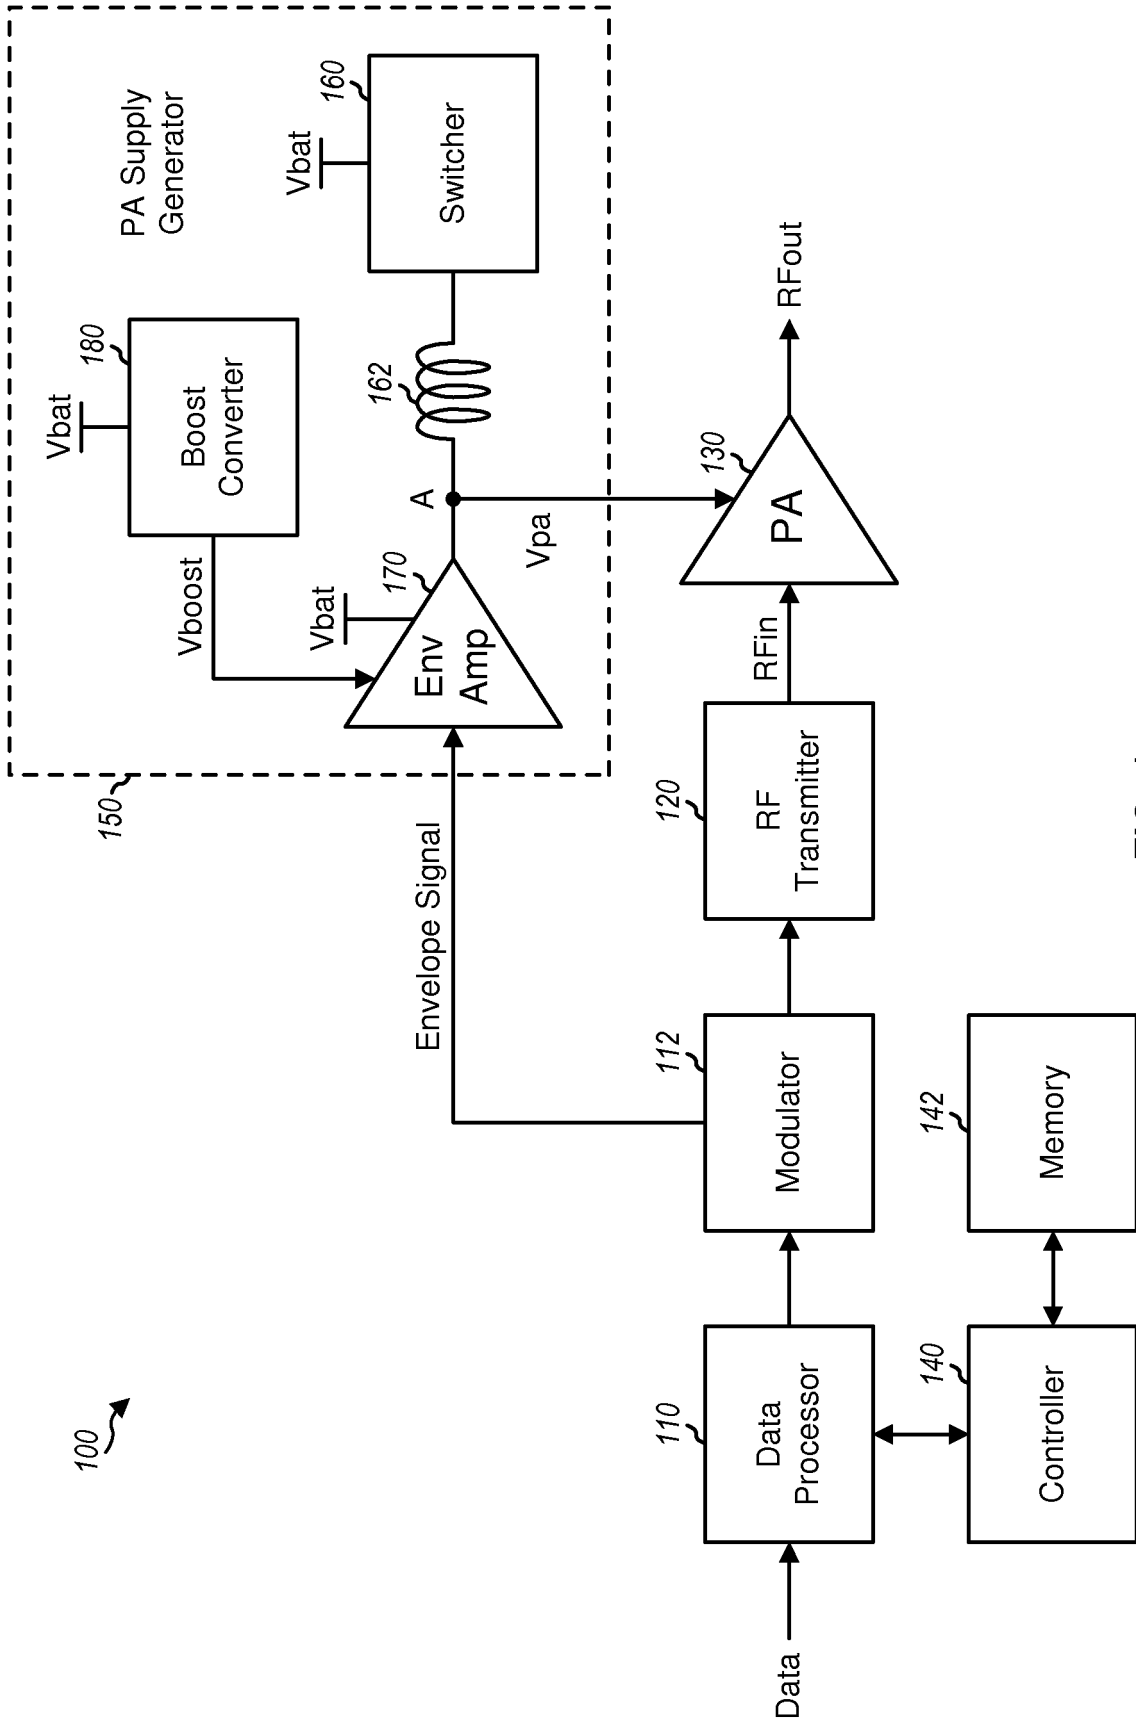 100
150
PA Supply
Generator
Vbat
180
Boost
Converter
Vboost
Vbat
160
Switcher
162
A
Vbat
170
Env
Amp
Envelope Signal
Vpa
Data
110
Data
Processor
112
Modulator
120
RF
Transmitter
RFin
130
PA
RFout
140
Controller
142
Memory